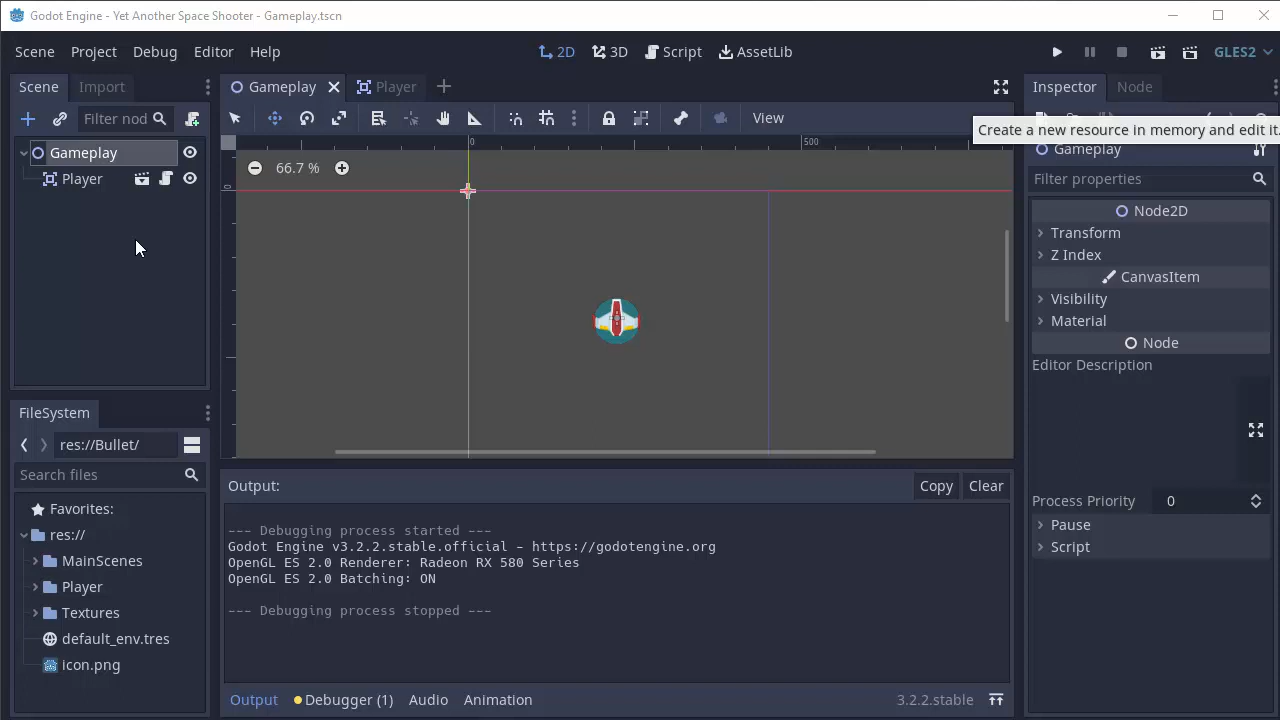 Godot Engine - Yet Another Space Shooter - Gameplay.tscn
Scene Project Debug Editor Help
2D 3D Script AssetLib
GLES2
Scene Import
Gameplay Player
Inspector Node
Filter nod
View
Create a new resource in memory and edit it.
Gameplay
Player
0 500
0
66.7 %
Gameplay
Filter properties
Node2D
Transform
Z Index
CanvasItem
Visibility
Material
Node
Editor Description
Process Priority 0
Pause
Script
FileSystem
res://Bullet/
Search files
Favorites:
res://
MainScenes
Player
Textures
default_env.tres
icon.png
Output:
Copy Clear
--- Debugging process started ---
Godot Engine v3.2.2.stable.official - https://godotengine.org
OpenGL ES 2.0 Renderer: Radeon RX 580 Series
OpenGL ES 2.0 Batching: ON
--- Debugging process stopped ---
Output Debugger (1) Audio Animation
3.2.2.stable